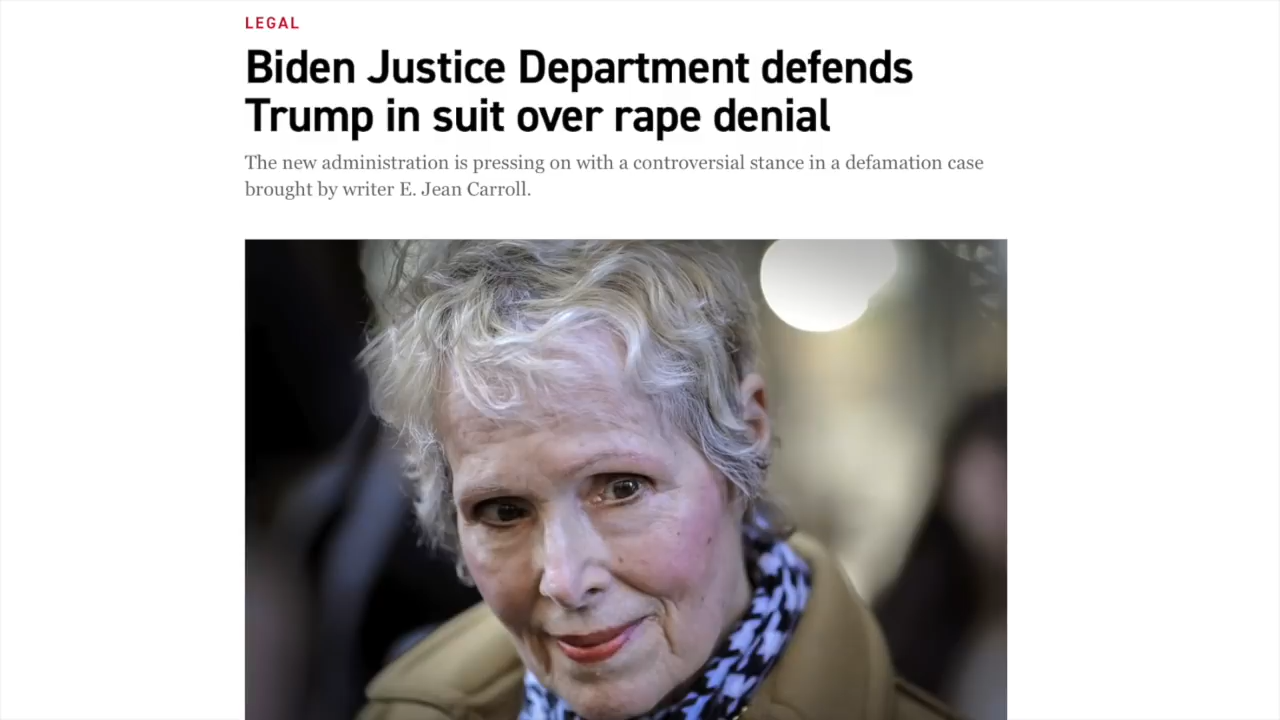 LEGAL
Biden Justice Department defends
Trump in suit over rape denial
The new administration is pressing on with a controversial stance in a defamation case
brought by writer E. Jean Carroll.